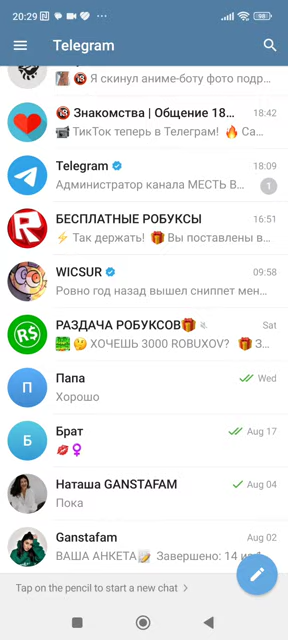 20:29
98
Telegram
Я скинул аниме-боту фото подр...
Знакомства | Общение 18... 18:42
ТикТок теперь в Телеграм! 🔥 Са...
Telegram 18:09
Администратор канала МЕСТЬ В... 1
БЕСПЛАТНЫЕ РОБУКСЫ 16:51
⚡ Так держать! 🎁 Вы поставлены в...
WICSUR 09:58
Ровно год назад вышел сниппет мен...
РАЗДАЧА РОБУКСОВ🎁 Sat
🤔 ХОЧЕШЬ 3000 ROBUXOV? 🎁 З...
П
Папа Wed
Хорошо
Б
Брат Aug 17
💋♀
Наташа GANSTAFAM Aug 04
Пока
Ganstafam Aug 02
ВАША АНКЕТА📝 Завершено: 14 из
Tap on the pencil to start a new chat >